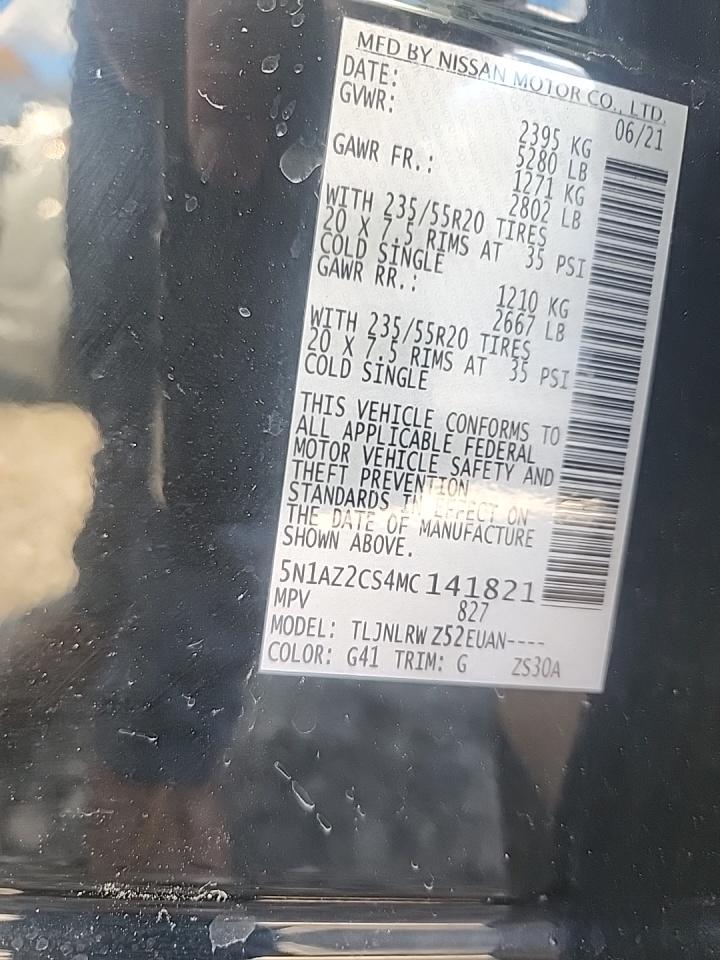 MFD BY NISSAN MOTOR CO., LTD.
DATE: 06/21
GVWR: 2395 KG
5280 LB
GAWR FR.: 1271 KG
2802 LB
WITH 235/55R20 TIRES
20 X 7.5 RIMS AT 35 PSI
COLD SINGLE
GAWR RR.: 1210 KG
2667 LB
WITH 235/55R20 TIRES
20 X 7.5 RIMS AT 35 PSI
COLD SINGLE
THIS VEHICLE CONFORMS TO
ALL APPLICABLE FEDERAL
MOTOR VEHICLE SAFETY AND
THEFT PREVENTION
STANDARDS IN EFFECT ON
THE DATE OF MANUFACTURE
SHOWN ABOVE.
5N1AZ2CS4MC141821
MPV 827
MODEL: TLJNLRW Z52EUAN----
COLOR: G41 TRIM: G ZS30A